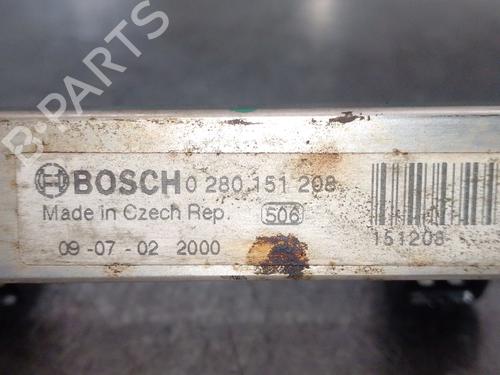 B-PARTS
BOSCH 0 280 151 208
Made in Czech Rep. 506
09-07-02 2000
151208